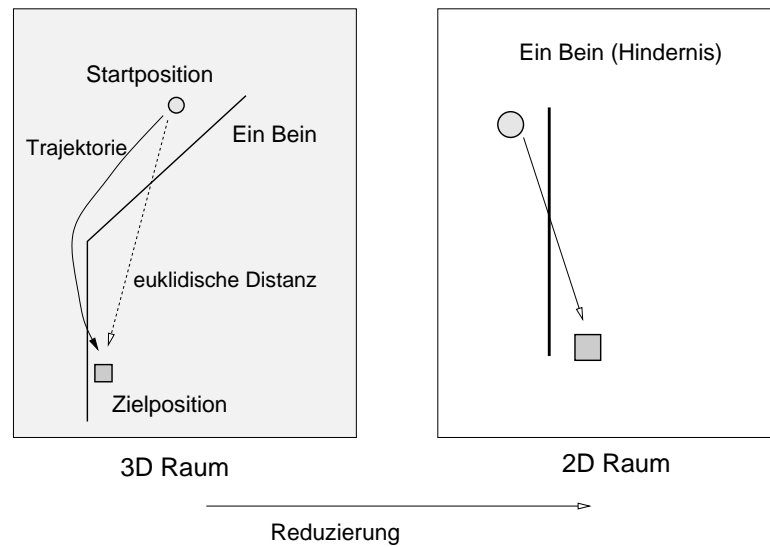 Startposition
Trajektorie
Ein Bein
euklidische Distanz
Zielposition
3D Raum
Ein Bein (Hindernis)
2D Raum
Reduzierung